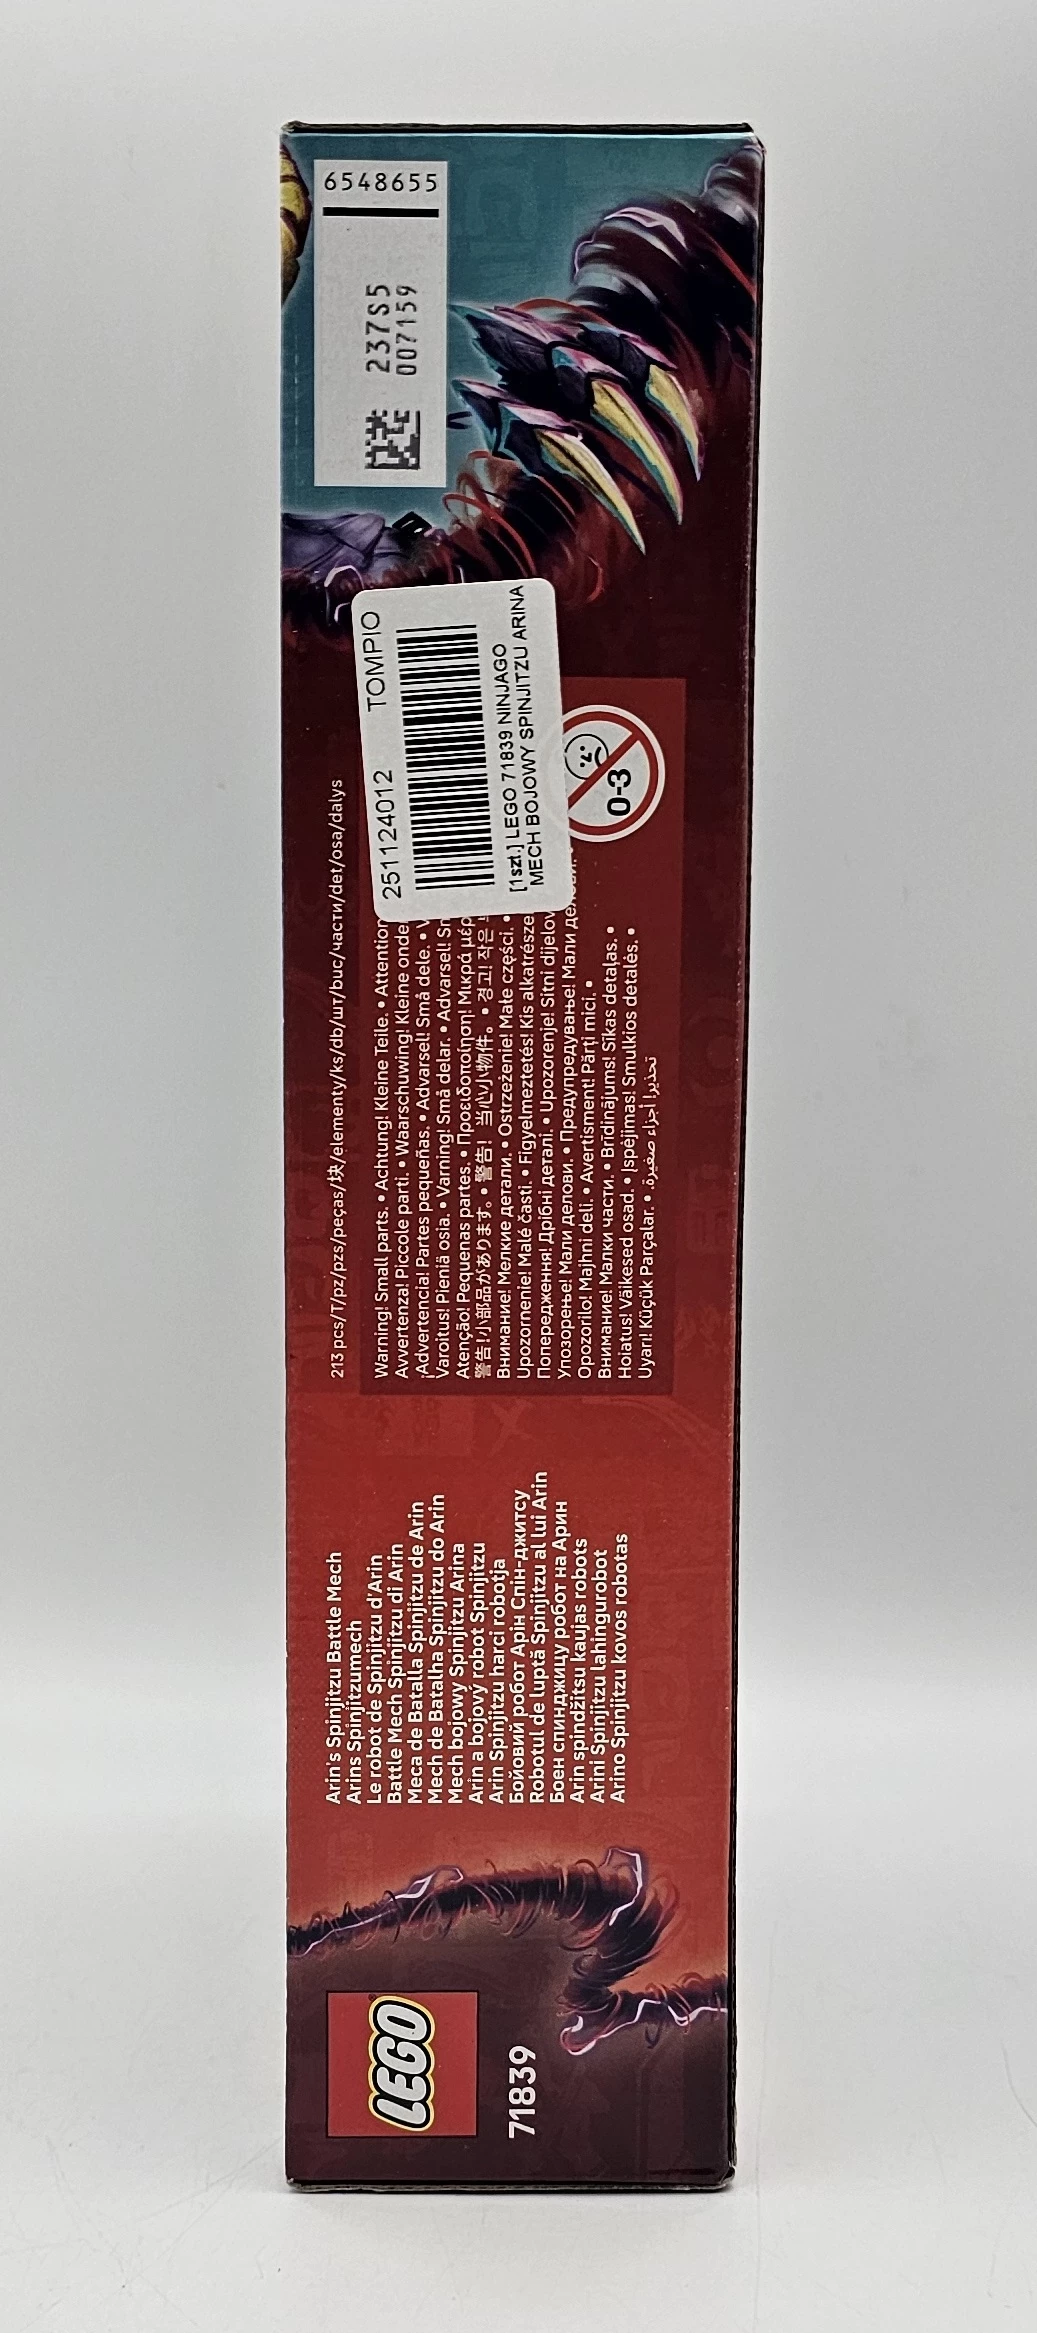 6548655
237S5
007159
251124012 TOMPIO
[1szt.] LEGO 71839 NINJAGO
MECH BOJOWY SPINJITZU ARINA
0-3
213 pcs/T/pz/pzs/peças/块/elementy/ks/db/шт/buc/части/det/osa/dalys
Warning! Small parts. • Achtung! Kleine Teile. • Attention
Avvertenza! Piccole parti. • Waarschuwing! Kleine onde
¡Advertencia! Partes pequeñas. • Advarsel! Små dele. • V
Varoitus! Pieniä osia. • Varning! Små delar. • Advarsel! Sm
Atenção! Pequenas partes. • Προειδοποίηση! Μικρά μέρ
警告!小部品があります。 • 警告! 当心小物件。 • 경고! 작은
Внимание! Мелкие детали. • Ostrzeżenie! Małe części. •
Upozornenie! Malé časti. • Figyelmeztetés! Kis alkatrésze
Попередження! Дрібні деталі. • Upozorenje! Sitni dijelov
Упозорење! Мали делови. • Предупредување! Мали делови. •
Opozorilo! Majhni deli. • Avertisment! Părți mici. •
Внимание! Малки части. • Brīdinājums! Sīkas detaļas. •
Hoiatus! Väikesed osad. • Įspėjimas! Smulkios detalės. •
Uyarı! Küçük Parçalar. • تحذير! أجزاء صغيرة.
Arin's Spinjitzu Battle Mech
Arins Spinjitzumech
Le robot de Spinjitzu d'Arin
Battle Mech Spinjitzu di Arin
Meca de Batalla Spinjitzu de Arin
Mech de Batalha Spinjitzu do Arin
Mech bojowy Spinjitzu Arina
Arin a bojový robot Spinjitzu
Arin Spinjitzu harci robotja
Бойовий робот Арін Спін-джитсу
Robotul de luptă Spinjitzu al lui Arin
Боен спинджицу робот на Арин
Arin spindžitsu kaujas robots
Arini Spinjitzu lahingurobot
Arino Spinjitzu kovos robotas
LEGO®
71839